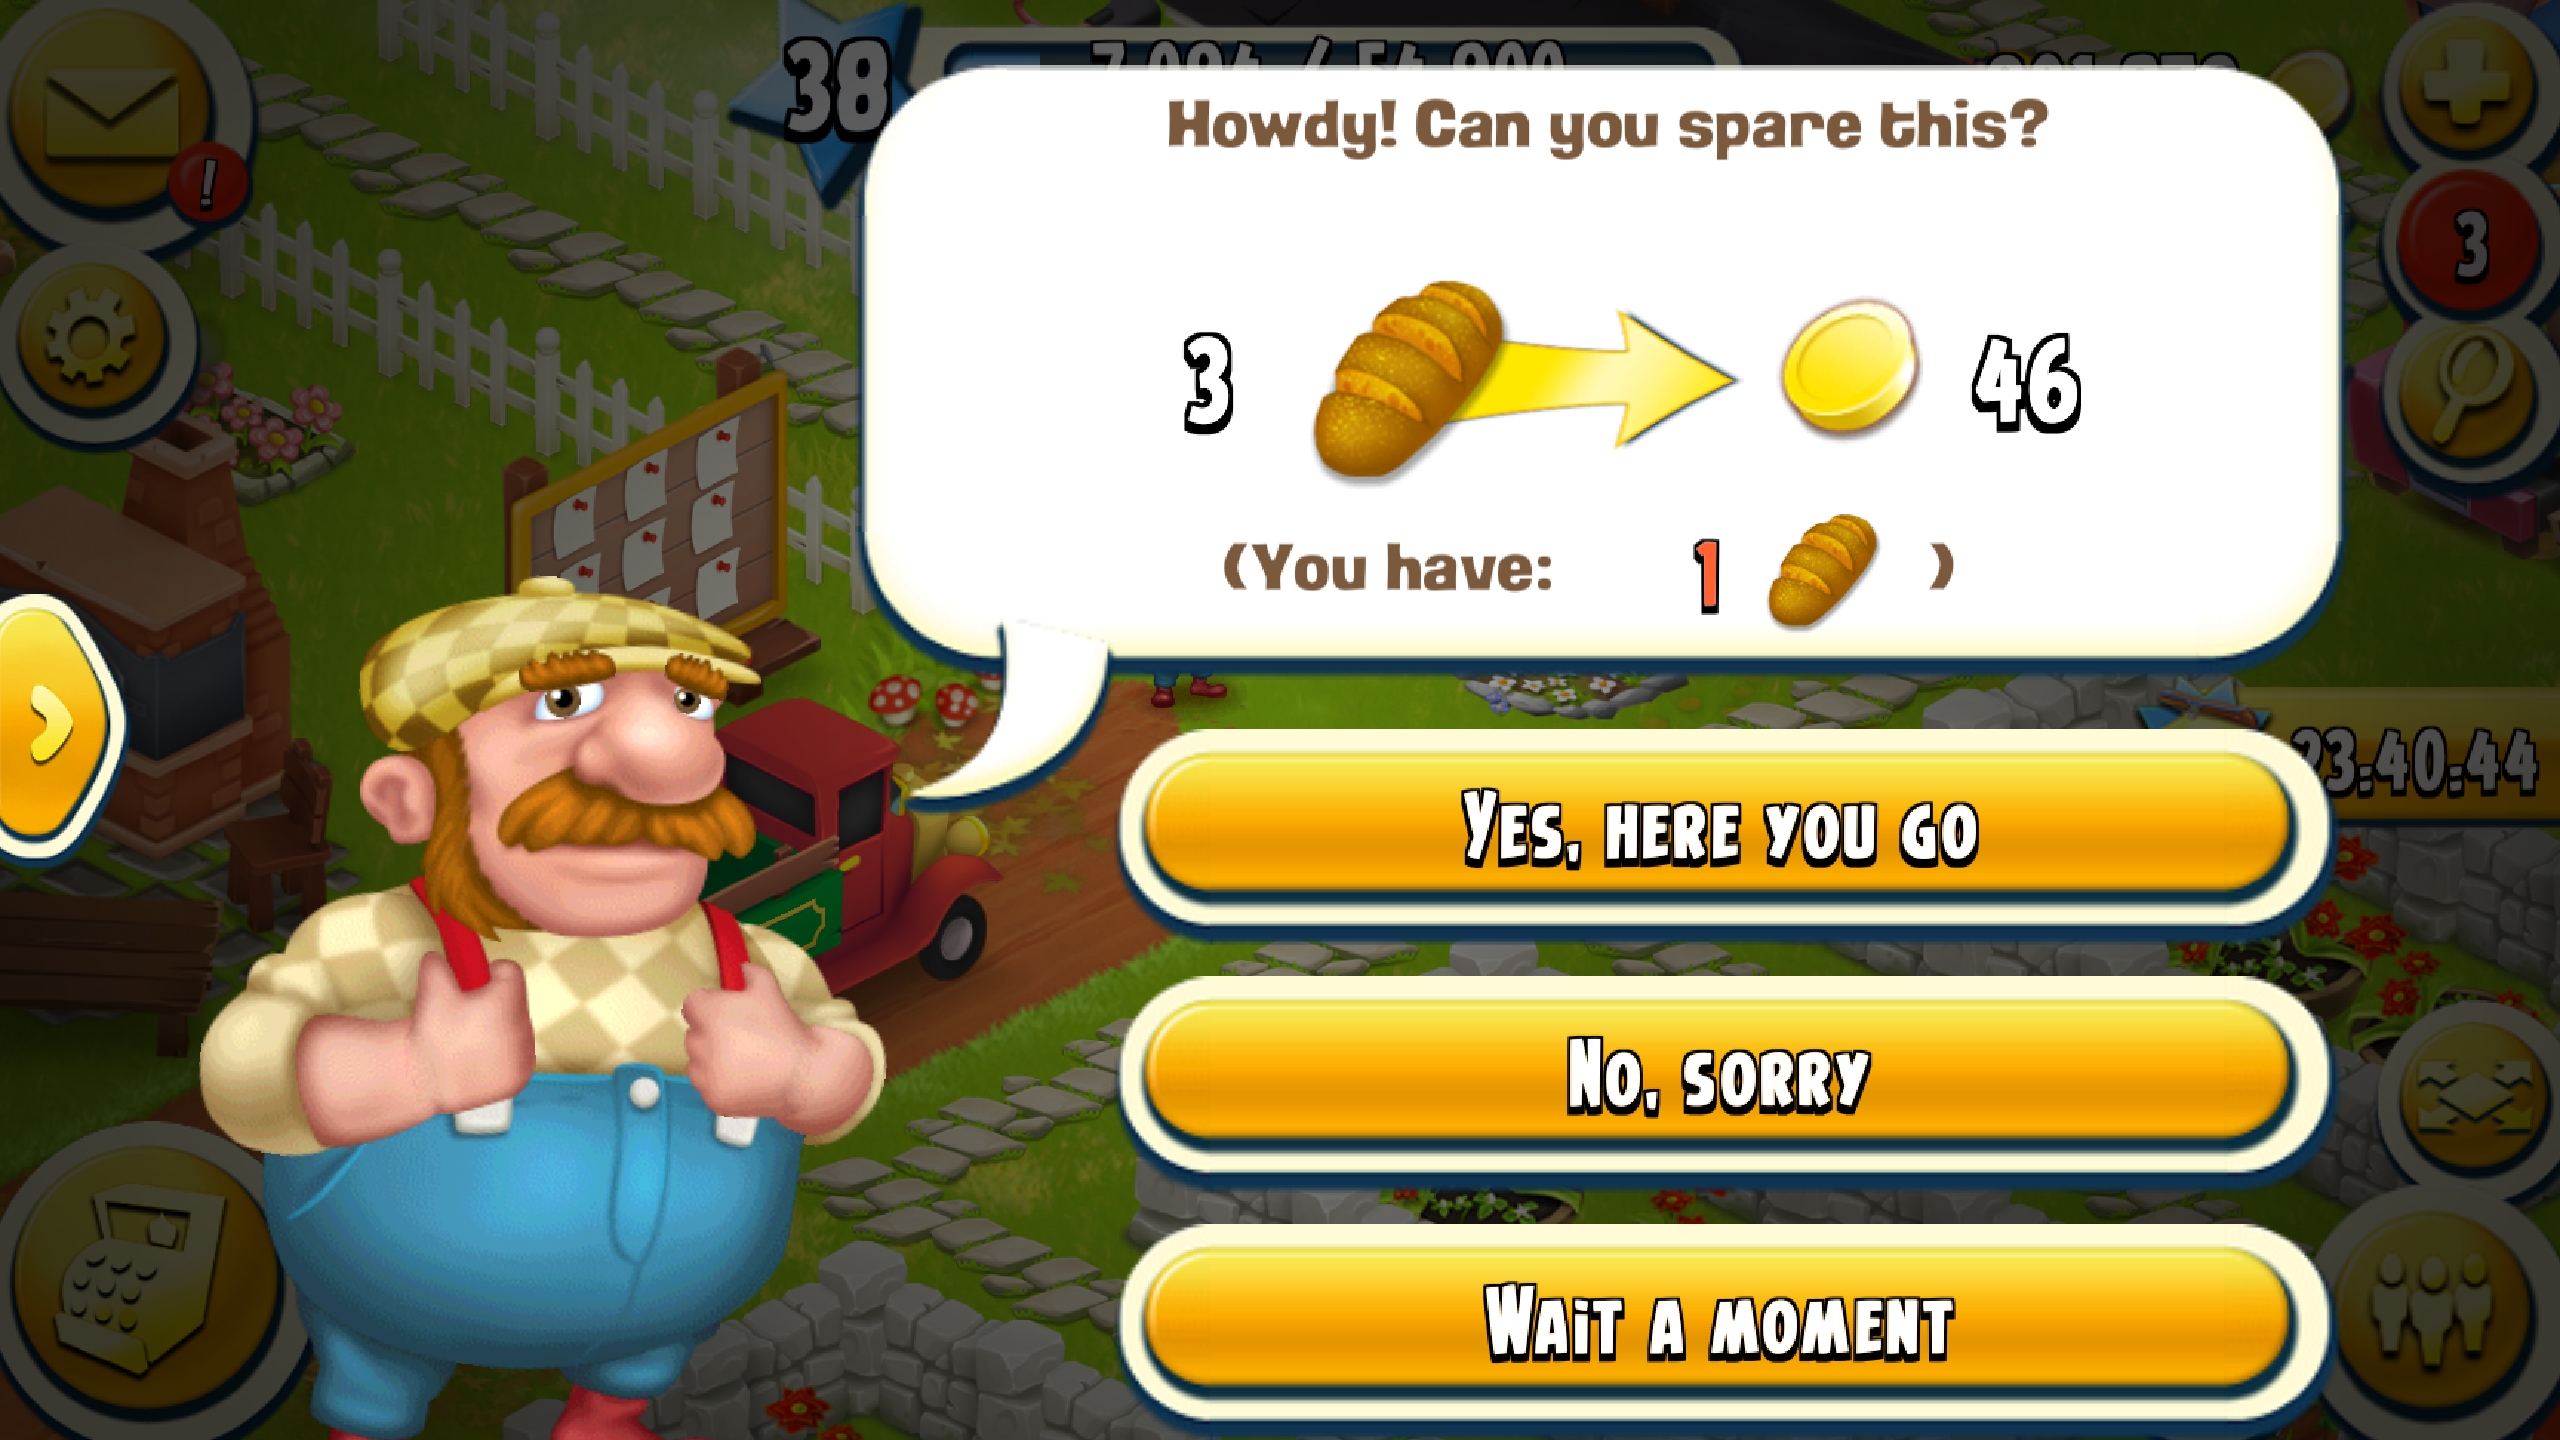 38
Howdy! Can you spare this?
3
46
(You have: 1 )
!
3
Yes, here you go
23:40:44
No, sorry
Wait a moment